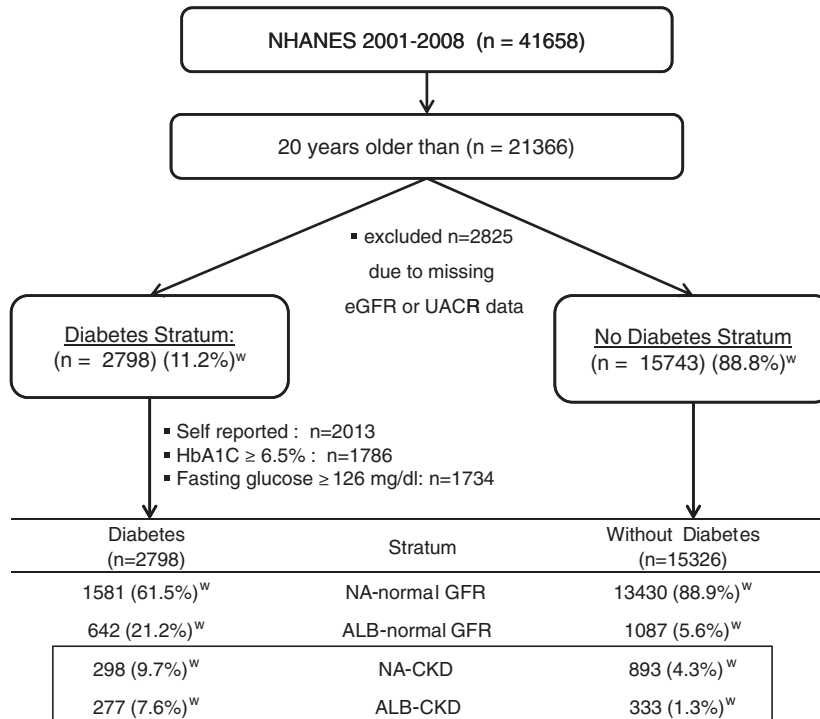 NHANES 2001-2008 (n = 41658)
20 years older than (n = 21366)
▪ excluded n=2825
due to missing
eGFR or UACR data
Diabetes Stratum:
(n = 2798) (11.2%)ʷ
No Diabetes Stratum
(n = 15743) (88.8%)ʷ
▪ Self reported : n=2013
▪ HbA1C ≥ 6.5% : n=1786
▪ Fasting glucose ≥ 126 mg/dl: n=1734
Diabetes Stratum Without Diabetes
(n=2798) (n=15326)
1581 (61.5%)ʷ NA-normal GFR 13430 (88.9%)ʷ
642 (21.2%)ʷ ALB-normal GFR 1087 (5.6%)ʷ
298 (9.7%)ʷ NA-CKD 893 (4.3%)ʷ
277 (7.6%)ʷ ALB-CKD 333 (1.3%)ʷ